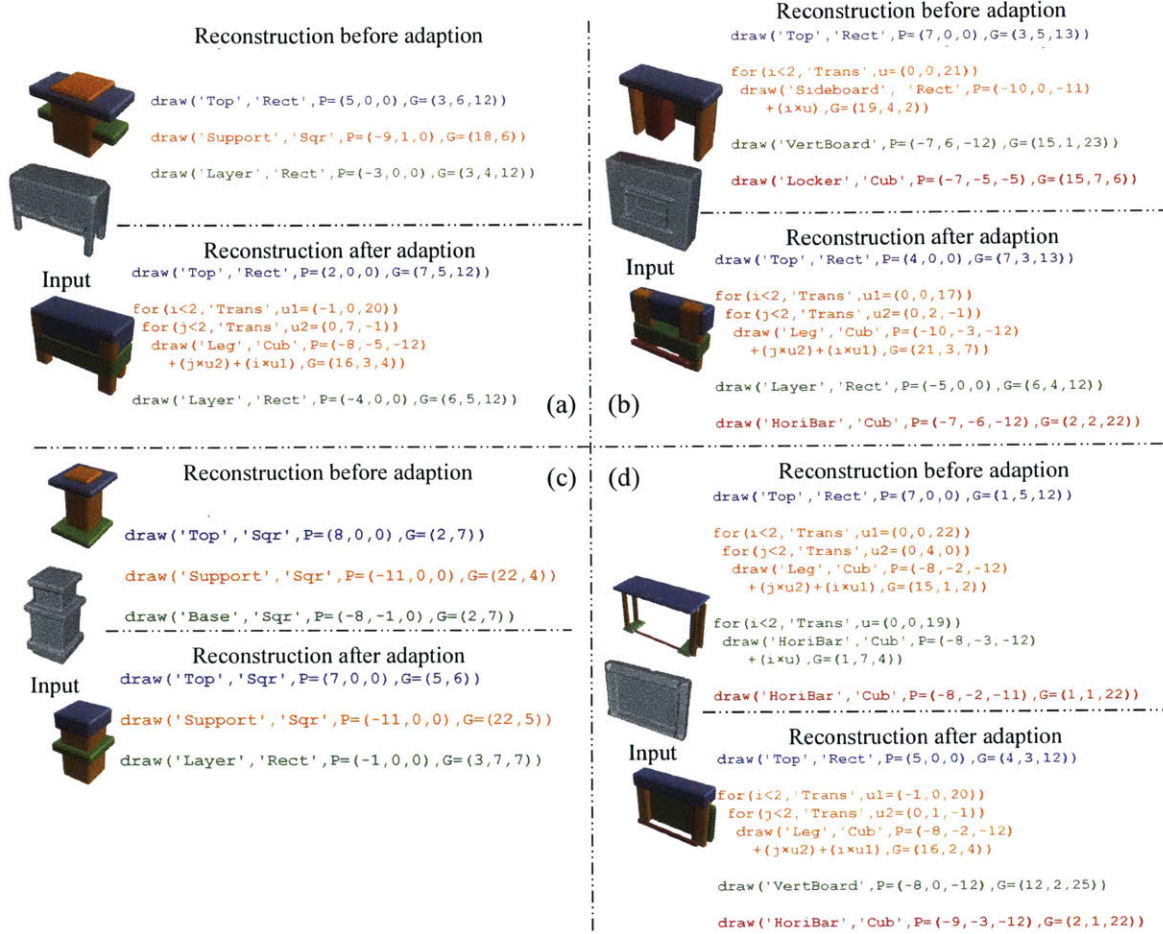 Reconstruction before adaption
draw('Top','Rect',P=(5,0,0),G=(3,6,12))
draw('Support','Sqr',P=(-9,1,0),G=(18,6))
draw('Layer','Rect',P=(-3,0,0),G=(3,4,12))
Reconstruction after adaption
Input
draw('Top','Rect',P=(2,0,0),G=(7,5,12))
for(i<2,'Trans',u1=(-1,0,20))
for(j<2,'Trans',u2=(0,7,-1))
draw('Leg','Cub',P=(-8,-5,-12)
+(j×u2)+(i×u1),G=(16,3,4))
draw('Layer','Rect',P=(-4,0,0),G=(6,5,12))
(a)
Reconstruction before adaption
draw('Top','Rect',P=(7,0,0),G=(3,5,13))
for(i<2,'Trans',u=(0,0,21))
draw('Sideboard', 'Rect',P=(-10,0,-11)
+(i×u),G=(19,4,2))
draw('VertBoard',P=(-7,6,-12),G=(15,1,23))
draw('Locker','Cub',P=(-7,-5,-5),G=(15,7,6))
Reconstruction after adaption
Input
draw('Top','Rect',P=(4,0,0),G=(7,3,13))
for(i<2,'Trans',u1=(0,0,17))
for(j<2,'Trans',u2=(0,2,-1))
draw('Leg','Cub',P=(-10,-3,-12)
+(j×u2)+(i×u1),G=(21,3,7))
draw('Layer','Rect',P=(-5,0,0),G=(6,4,12))
(b)
draw('HoriBar','Cub',P=(-7,-6,-12),G=(2,2,22))
Reconstruction before adaption
(c)
draw('Top','Sqr',P=(8,0,0),G=(2,7))
draw('Support','Sqr',P=(-11,0,0),G=(22,4))
draw('Base','Sqr',P=(-8,-1,0),G=(2,7))
Reconstruction after adaption
Input
draw('Top','Sqr',P=(7,0,0),G=(5,6))
draw('Support','Sqr',P=(-11,0,0),G=(22,5))
draw('Layer','Rect',P=(-1,0,0),G=(3,7,7))
(d)
Reconstruction before adaption
draw('Top','Rect',P=(7,0,0),G=(1,5,12))
for(i<2,'Trans',u1=(0,0,22))
for(j<2,'Trans',u2=(0,4,0))
draw('Leg','Cub',P=(-8,-2,-12)
+(j×u2)+(i×u1),G=(15,1,2))
for(i<2,'Trans',u=(0,0,19))
draw('HoriBar','Cub',P=(-8,-3,-12)
+(i×u),G=(1,7,4))
draw('HoriBar','Cub',P=(-8,-2,-11),G=(1,1,22))
Reconstruction after adaption
Input
draw('Top','Rect',P=(5,0,0),G=(4,3,12))
for(i<2,'Trans',u1=(-1,0,20))
for(j<2,'Trans',u2=(0,1,-1))
draw('Leg','Cub',P=(-8,-2,-12)
+(j×u2)+(i×u1),G=(16,2,4))
draw('VertBoard',P=(-8,0,-12),G=(12,2,25))
draw('HoriBar','Cub',P=(-9,-3,-12),G=(2,1,22))